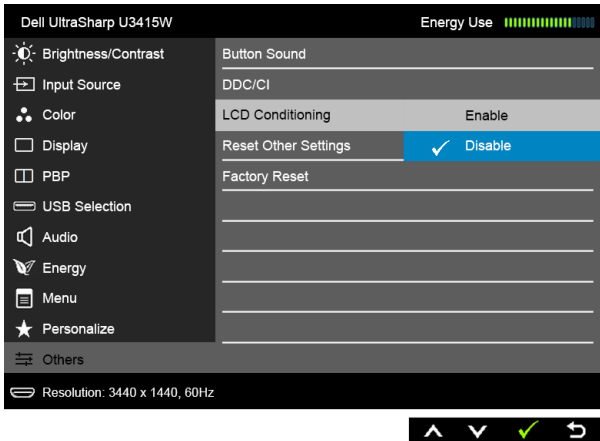 Dell UltraSharp U3415W Energy Use
Brightness/Contrast Button Sound
Input Source DDC/CI
Color LCD Conditioning Enable
Display Reset Other Settings Disable
PBP Factory Reset
USB Selection
Audio
Energy
Menu
Personalize
Others
Resolution: 3440 x 1440, 60Hz